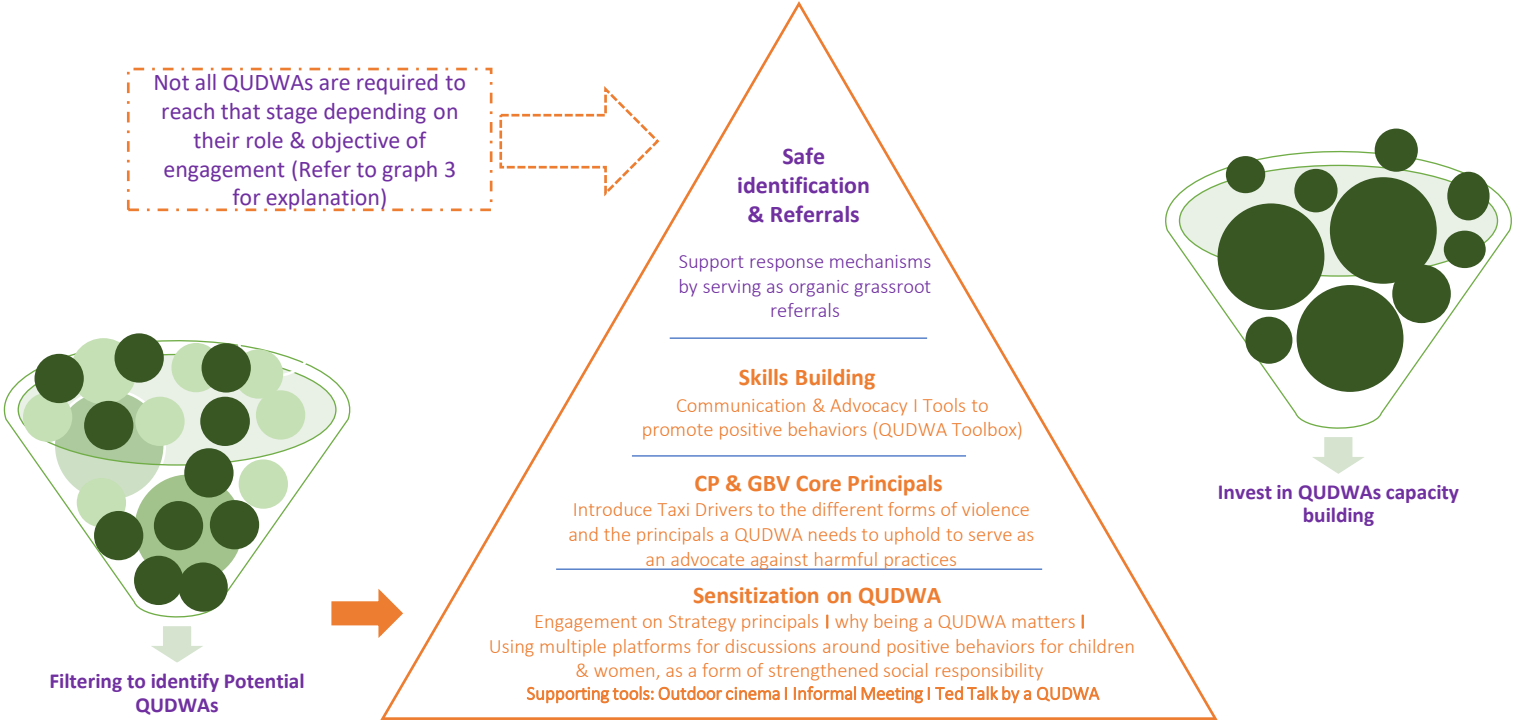 Not all QUDWAs are required to
reach that stage depending on
their role & objective of
engagement (Refer to graph 3
for explanation)
Safe
identification
& Referrals
Support response mechanisms
by serving as organic grassroot
referrals
Skills Building
Communication & Advocacy I Tools to
promote positive behaviors (QUDWA Toolbox)
CP & GBV Core Principals
Introduce Taxi Drivers to the different forms of violence
and the principals a QUDWA needs to uphold to serve as
an advocate against harmful practices
Sensitization on QUDWA
Engagement on Strategy principals I why being a QUDWA matters I
Using multiple platforms for discussions around positive behaviors for children
& women, as a form of strengthened social responsibility
Supporting tools: Outdoor cinema I Informal Meeting I Ted Talk by a QUDWA
Filtering to identify Potential
QUDWAs
Invest in QUDWAs capacity
building